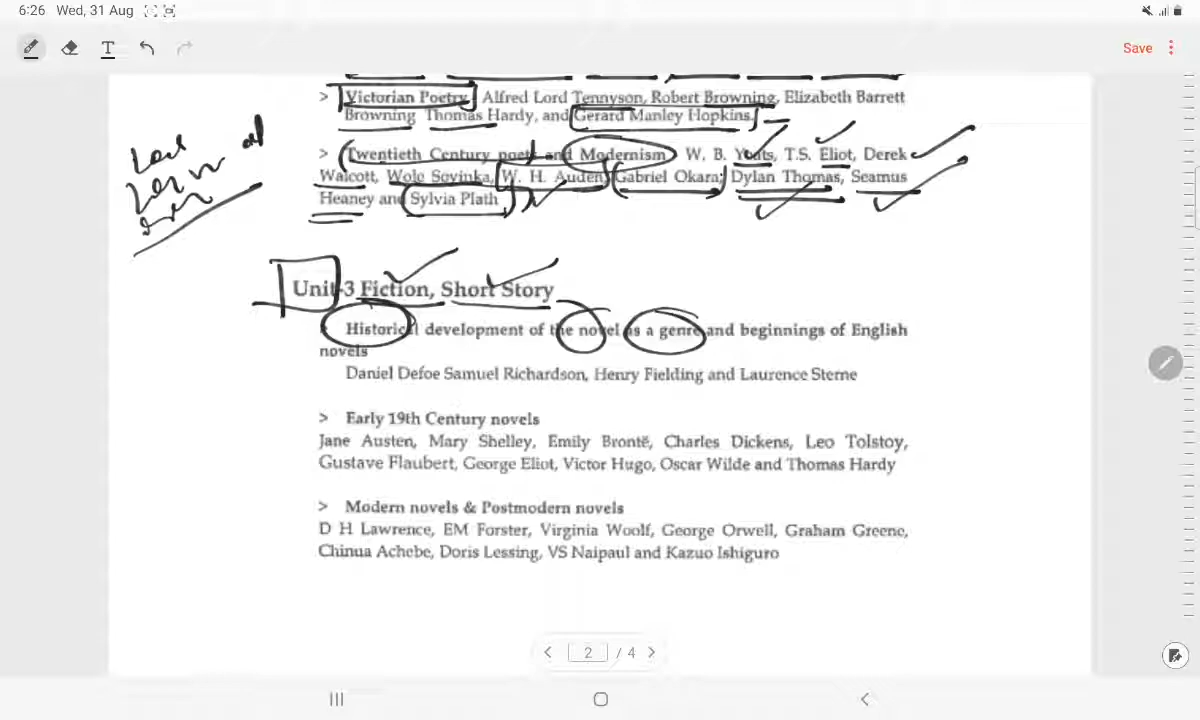 6:26 Wed, 31 Aug
T
Save
> Victorian Poetry Alfred Lord Tennyson, Robert Browning, Elizabeth Barrett
Browning Thomas Hardy, and Gerard Manley Hopkins.
> Twentieth Century poets and Modernism W. B. Yeats, T.S. Eliot, Derek
Walcott, Wole Soyinka, W. H. Auden, Gabriel Okara; Dylan Thomas, Seamus
Heaney and Sylvia Plath
Unit-3 Fiction, Short Story
Historical development of the novel as a genre and beginnings of English
novels
Daniel Defoe Samuel Richardson, Henry Fielding and Laurence Sterne
> Early 19th Century novels
Jane Austen, Mary Shelley, Emily Brontë, Charles Dickens, Leo Tolstoy,
Gustave Flaubert, George Eliot, Victor Hugo, Oscar Wilde and Thomas Hardy
> Modern novels & Postmodern novels
D H Lawrence, EM Forster, Virginia Woolf, George Orwell, Graham Greene,
Chinua Achebe, Doris Lessing, VS Naipaul and Kazuo Ishiguro
< 2 / 4 >